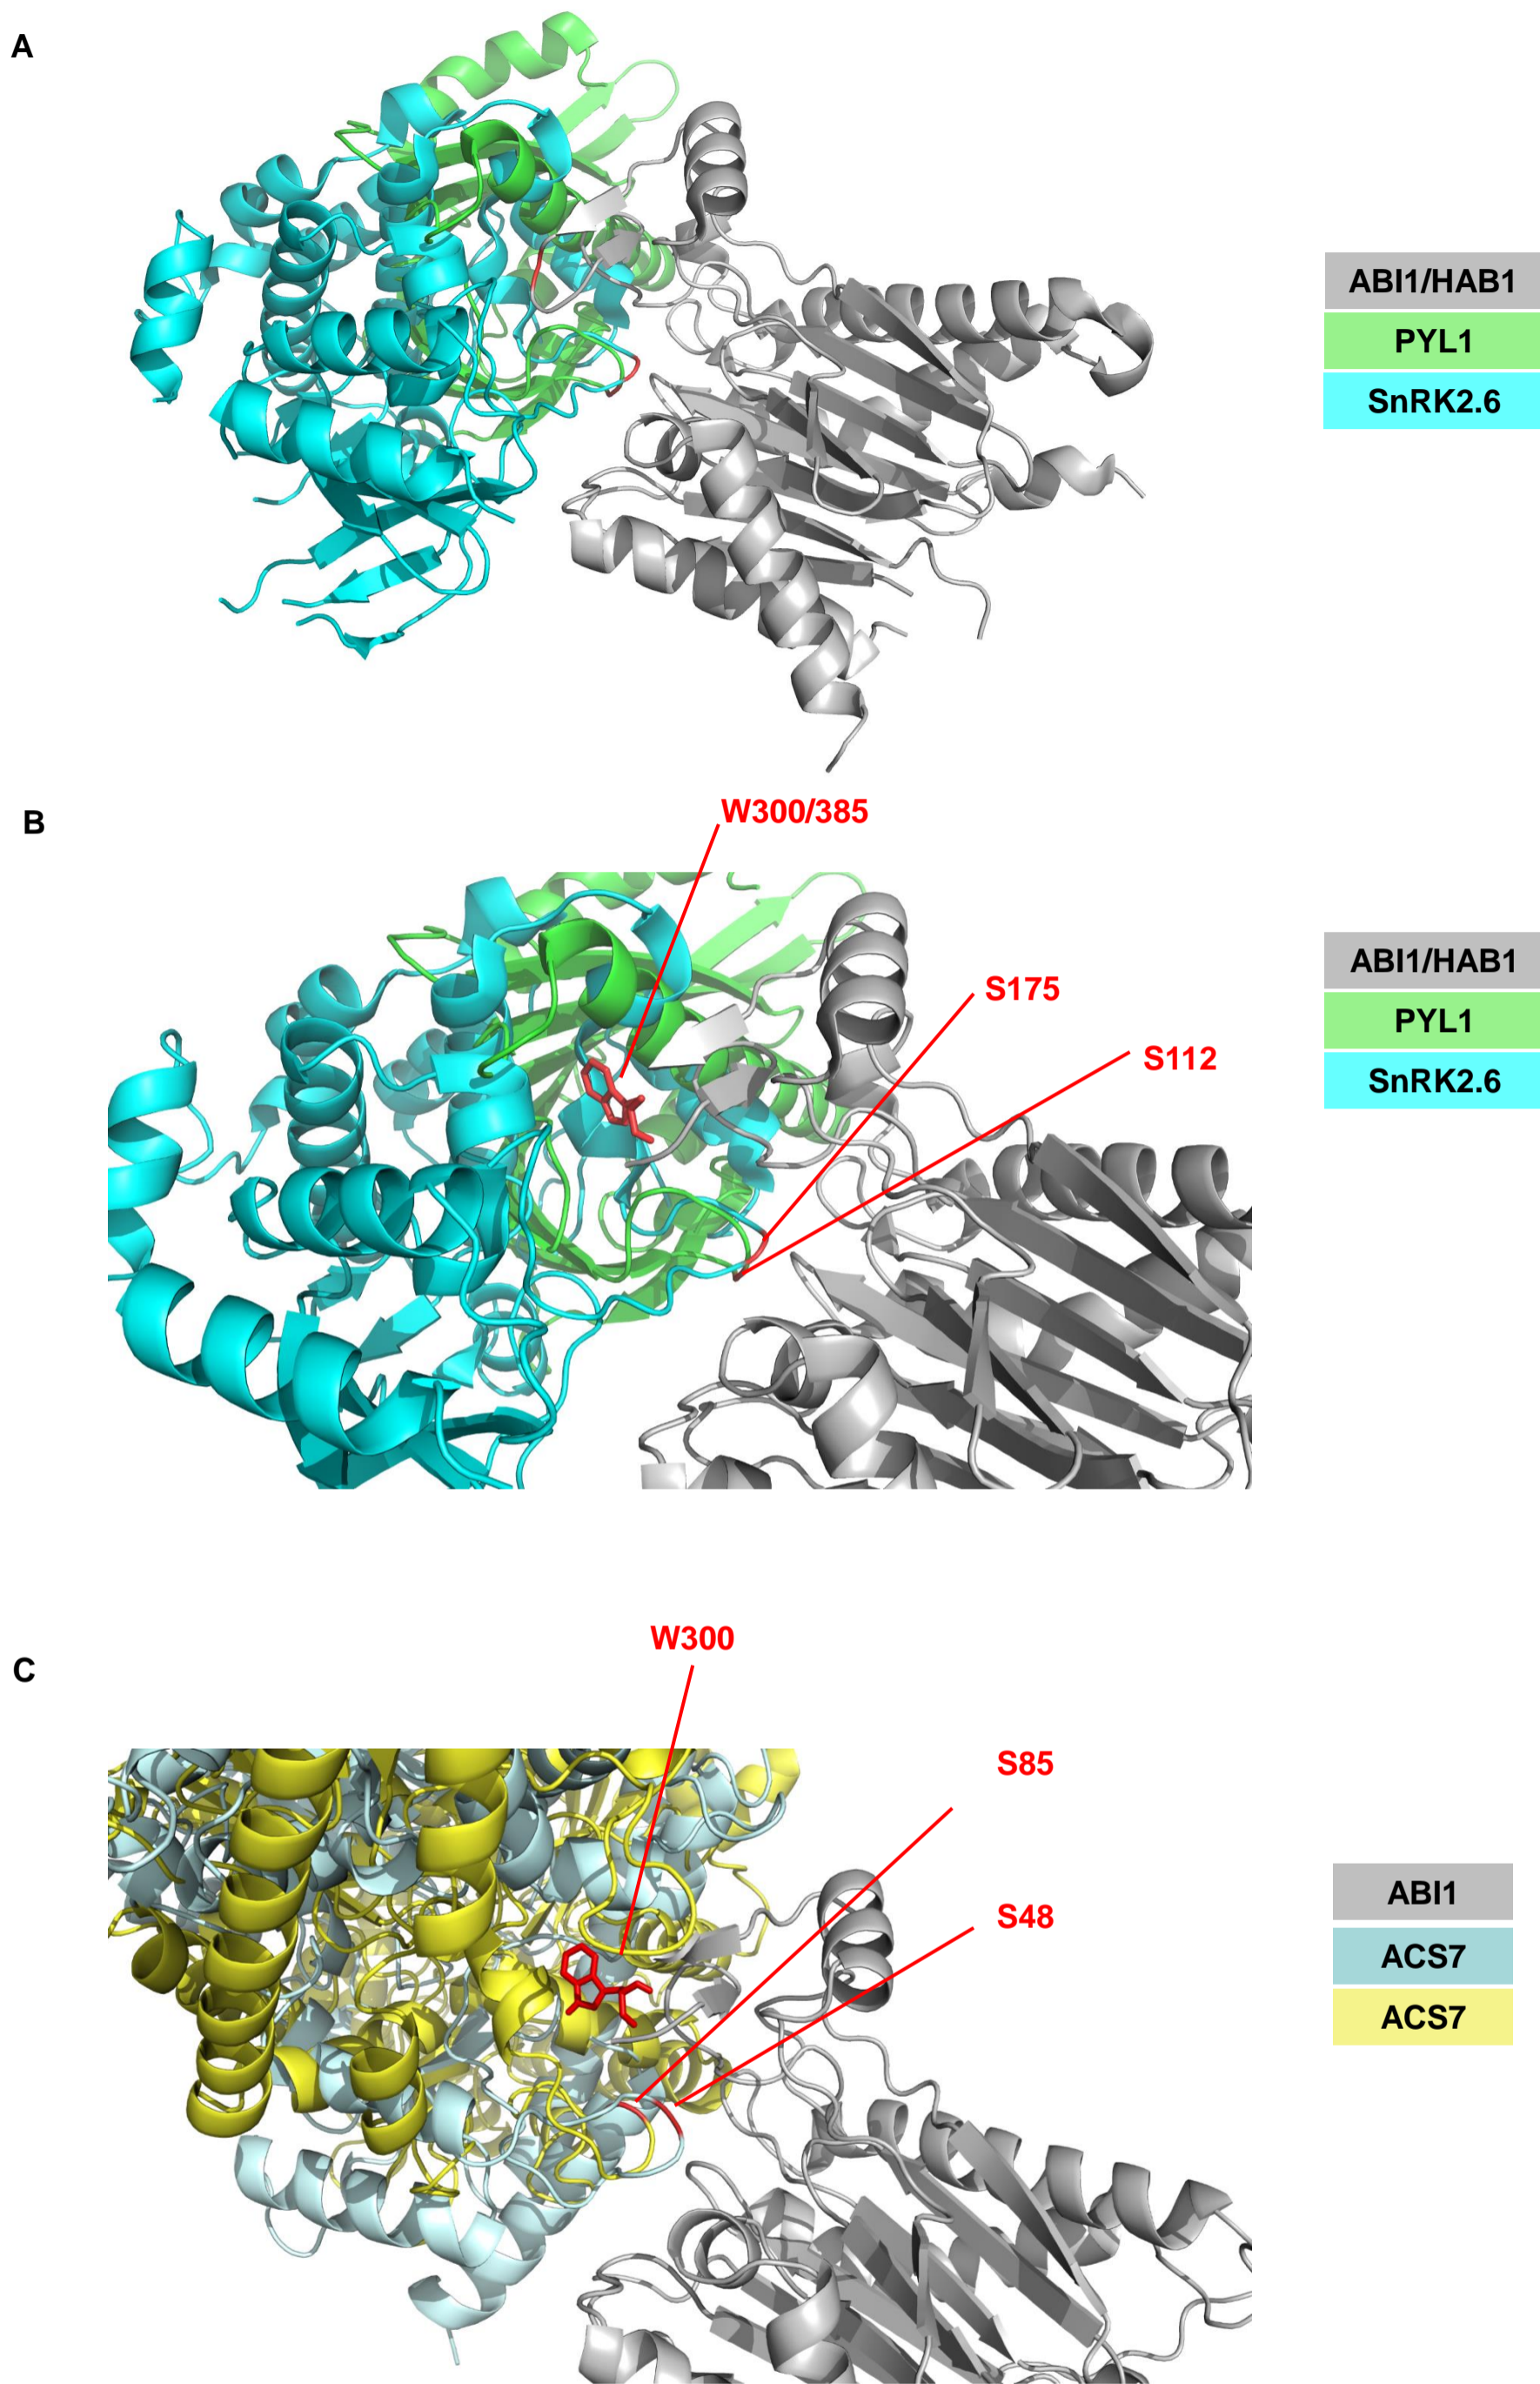 A
ABI1/HAB1
PYL1
SnRK2.6
B
W300/385
S175
S112
ABI1/HAB1
PYL1
SnRK2.6
C
W300
S85
S48
ABI1
ACS7
ACS7